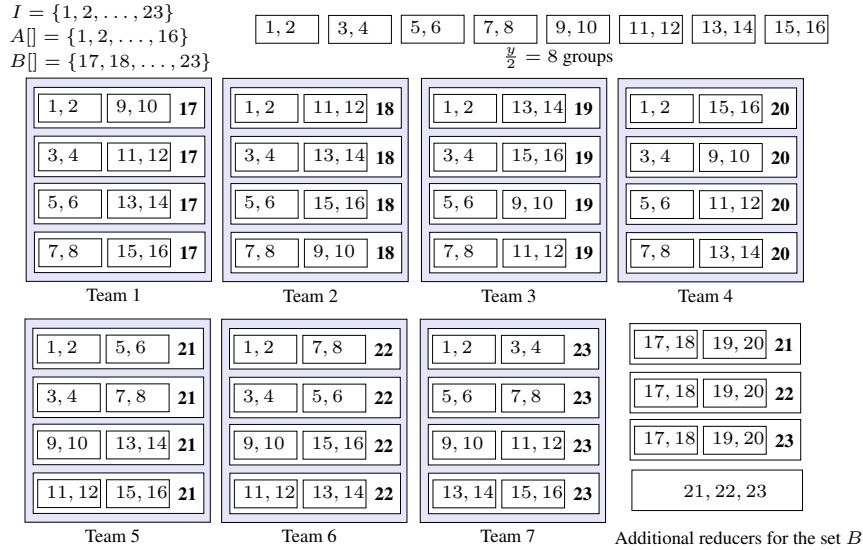 I = {1, 2, . . . , 23}
A[] = {1, 2, . . . , 16}
B[] = {17, 18, . . . , 23}
1, 2 3, 4 5, 6 7, 8 9, 10 11, 12 13, 14 15, 16
y/2 = 8 groups
1, 2 9, 10 17 1, 2 11, 12 18 1, 2 13, 14 19 1, 2 15, 16 20
3, 4 11, 12 17 3, 4 13, 14 18 3, 4 15, 16 19 3, 4 9, 10 20
5, 6 13, 14 17 5, 6 15, 16 18 5, 6 9, 10 19 5, 6 11, 12 20
7, 8 15, 16 17 7, 8 9, 10 18 7, 8 11, 12 19 7, 8 13, 14 20
Team 1 Team 2 Team 3 Team 4
1, 2 5, 6 21 1, 2 7, 8 22 1, 2 3, 4 23 17, 18 19, 20 21
3, 4 7, 8 21 3, 4 5, 6 22 5, 6 7, 8 23 17, 18 19, 20 22
9, 10 13, 14 21 9, 10 15, 16 22 9, 10 11, 12 23 17, 18 19, 20 23
11, 12 15, 16 21 11, 12 13, 14 22 13, 14 15, 16 23 21, 22, 23
Team 5 Team 6 Team 7 Additional reducers for the set B